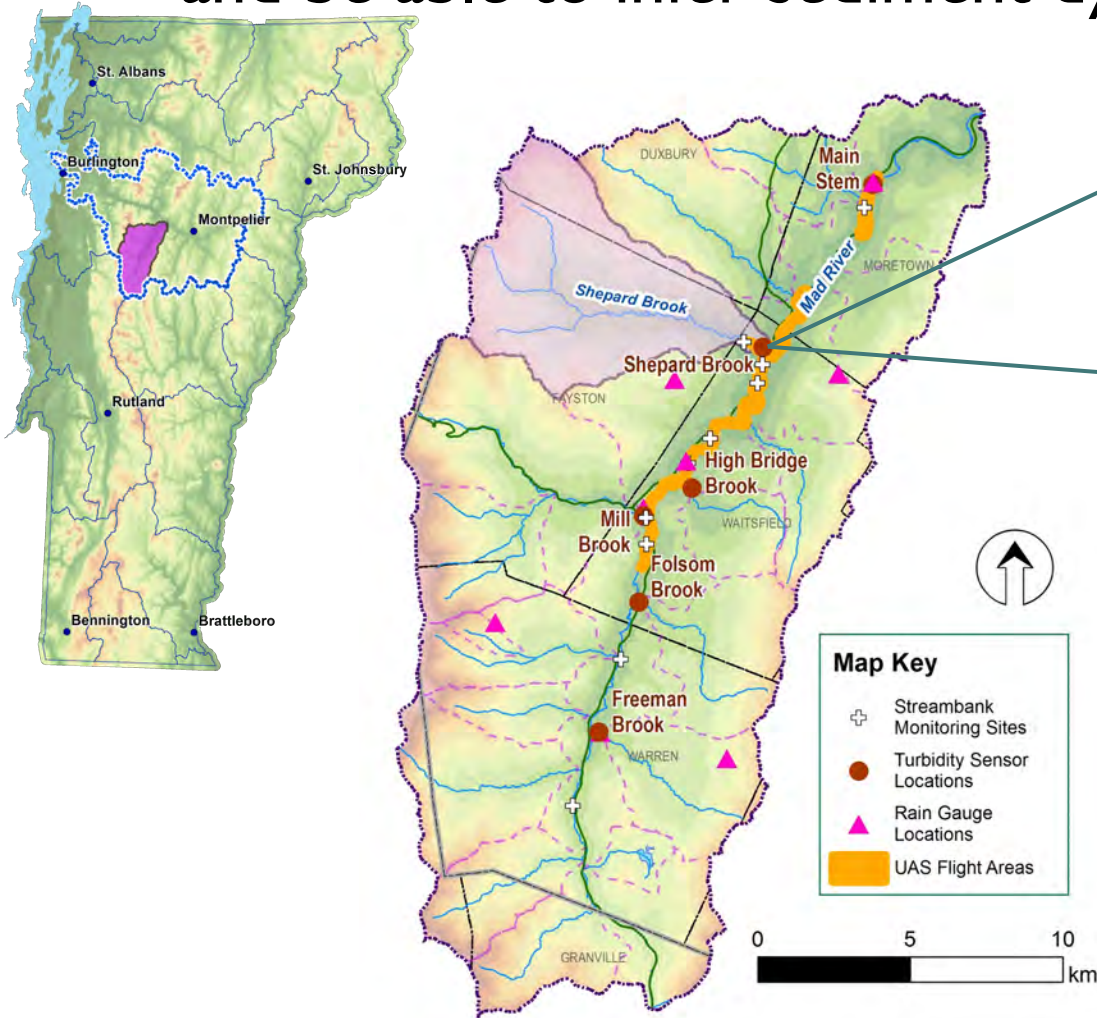 St. Albans
Burlington
St. Johnsbury
Montpelier
Rutland
Bennington
Brattleboro
DUXBURY
Main
Stem
MORETOWN
Mad River
Shepard Brook
Shepard Brook
FAYSTON
High Bridge
Brook
WAITSFIELD
Mill
Brook
Folsom
Brook
Freeman
Brook
WARREN
GRANVILLE
Map Key
Streambank
Monitoring Sites
Turbidity Sensor
Locations
Rain Gauge
Locations
UAS Flight Areas
0 5 10
km